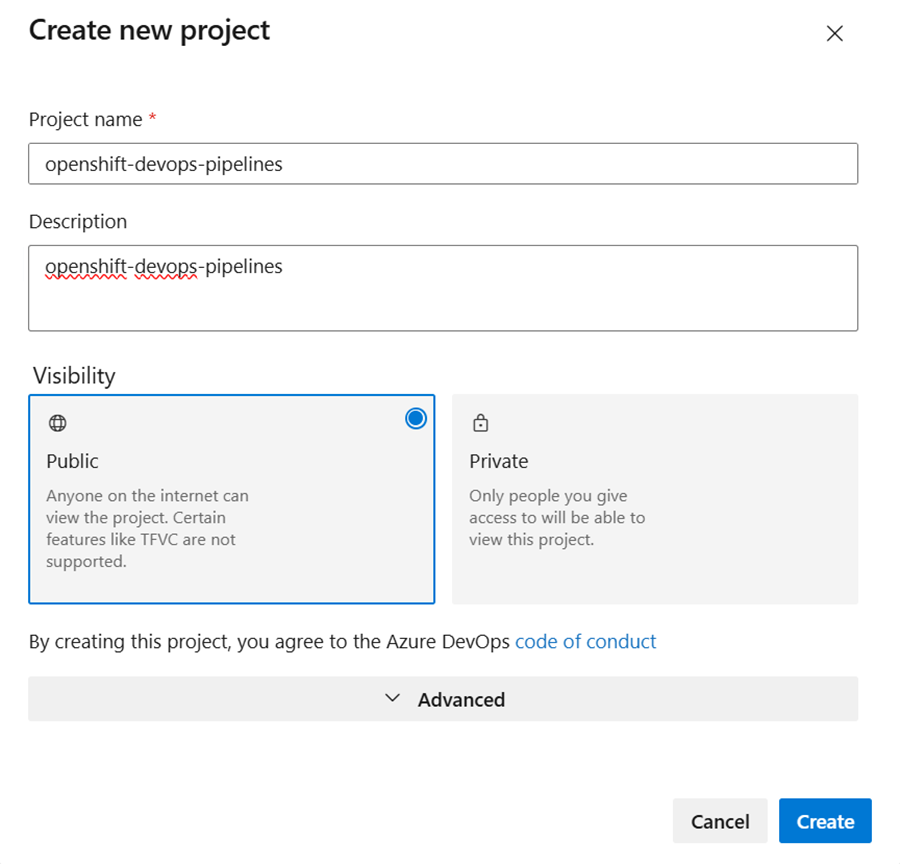 Create new project
Project name *
openshift-devops-pipelines
Description
openshift-devops-pipelines
Visibility
Public
Anyone on the internet can
view the project. Certain
features like TFVC are not
supported.
Private
Only people you give
access to will be able to
view this project.
By creating this project, you agree to the Azure DevOps code of conduct
Advanced
Cancel
Create